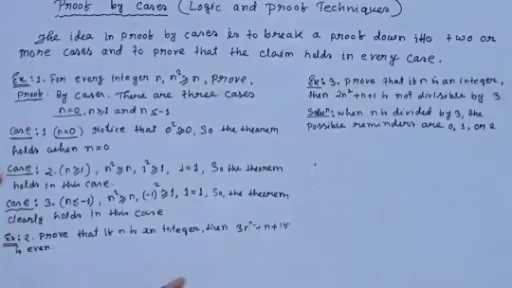 Proof by Cases (Logic and Proof Techniques)
The idea in proof by cases is to break a proof down into two or
more cases and to prove that the claim holds in every case.
Ex: 1. For every integer n, n² ≥ n, prove.
Proof: By cases. There are three cases
n=0, n≥1 and n≤-1
Case: 1 (n=0) Notice that 0² ≥ 0, So the theorem
holds when n=0
Case: 2. (n≥1), n² ≥ n, 1² ≥ 1, 1=1, So the theorem
holds in this case.
Case: 3. (n≤-1), n² ≥ n, (-1)² ≥ 1, 1=1, So, the theorem
clearly holds in this case
Ex: 2. Prove that if n is an integer, then 3n²+n+15
is even.
Ex: 3. prove that if n is an integer,
then 2n²+n+1 is not divisible by 3
Solun: when n is divided by 3, the
possible reminders are 0, 1, or 2